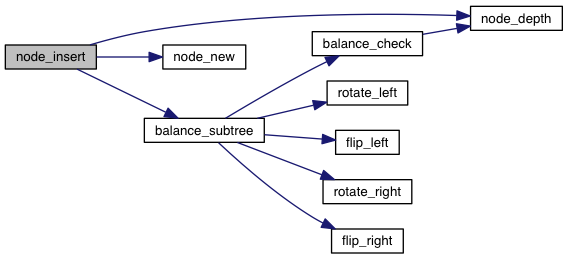 node_insert
node_depth
node_new
balance_check
balance_subtree
rotate_left
flip_left
rotate_right
flip_right